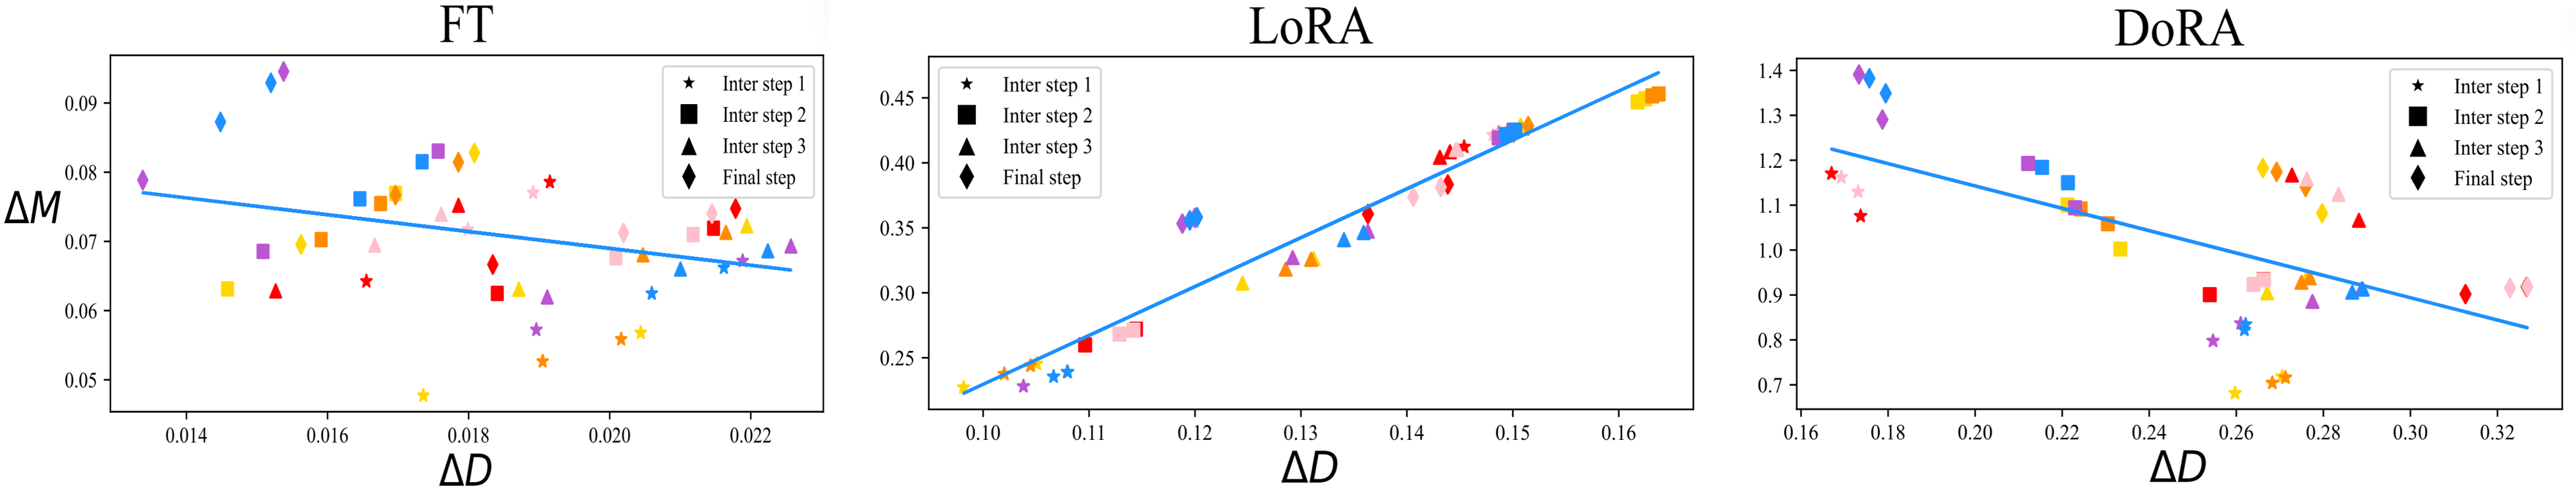 FT
ΔM
0.09
0.08
0.07
0.06
0.05
Inter step 1
Inter step 2
Inter step 3
Final step
0.014 0.016 0.018 0.020 0.022
ΔD
LoRA
0.45
0.40
0.35
0.30
0.25
Inter step 1
Inter step 2
Inter step 3
Final step
0.10 0.11 0.12 0.13 0.14 0.15 0.16
ΔD
DoRA
1.4
1.3
1.2
1.1
1.0
0.9
0.8
0.7
Inter step 1
Inter step 2
Inter step 3
Final step
0.16 0.18 0.20 0.22 0.24 0.26 0.28 0.30 0.32
ΔD